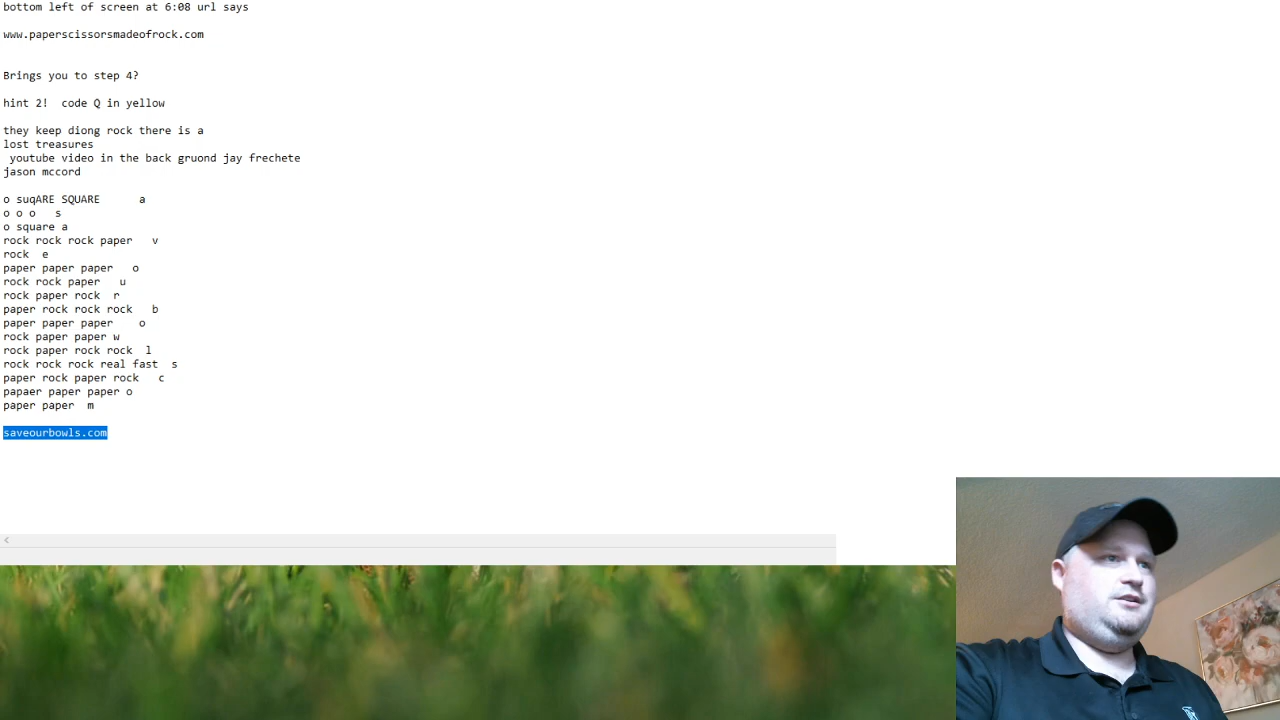 bottom left of screen at 6:08 url says
www.paperscissorsmadeofrock.com
Brings you to step 4?
hint 2!  code Q in yellow
they keep diong rock there is a
lost treasures
youtube video in the back gruond jay frechete
jason mccord
o suqARE SQUARE      a
o o o   s
o square a
rock rock rock paper   v
rock  e
paper paper paper   o
rock rock paper   u
rock paper rock  r
paper rock rock rock   b
paper paper paper    o
rock paper paper w
rock paper rock rock  l
rock rock rock real fast  s
paper rock paper rock   c
papaer paper paper o
paper paper  m
saveourbowls.com